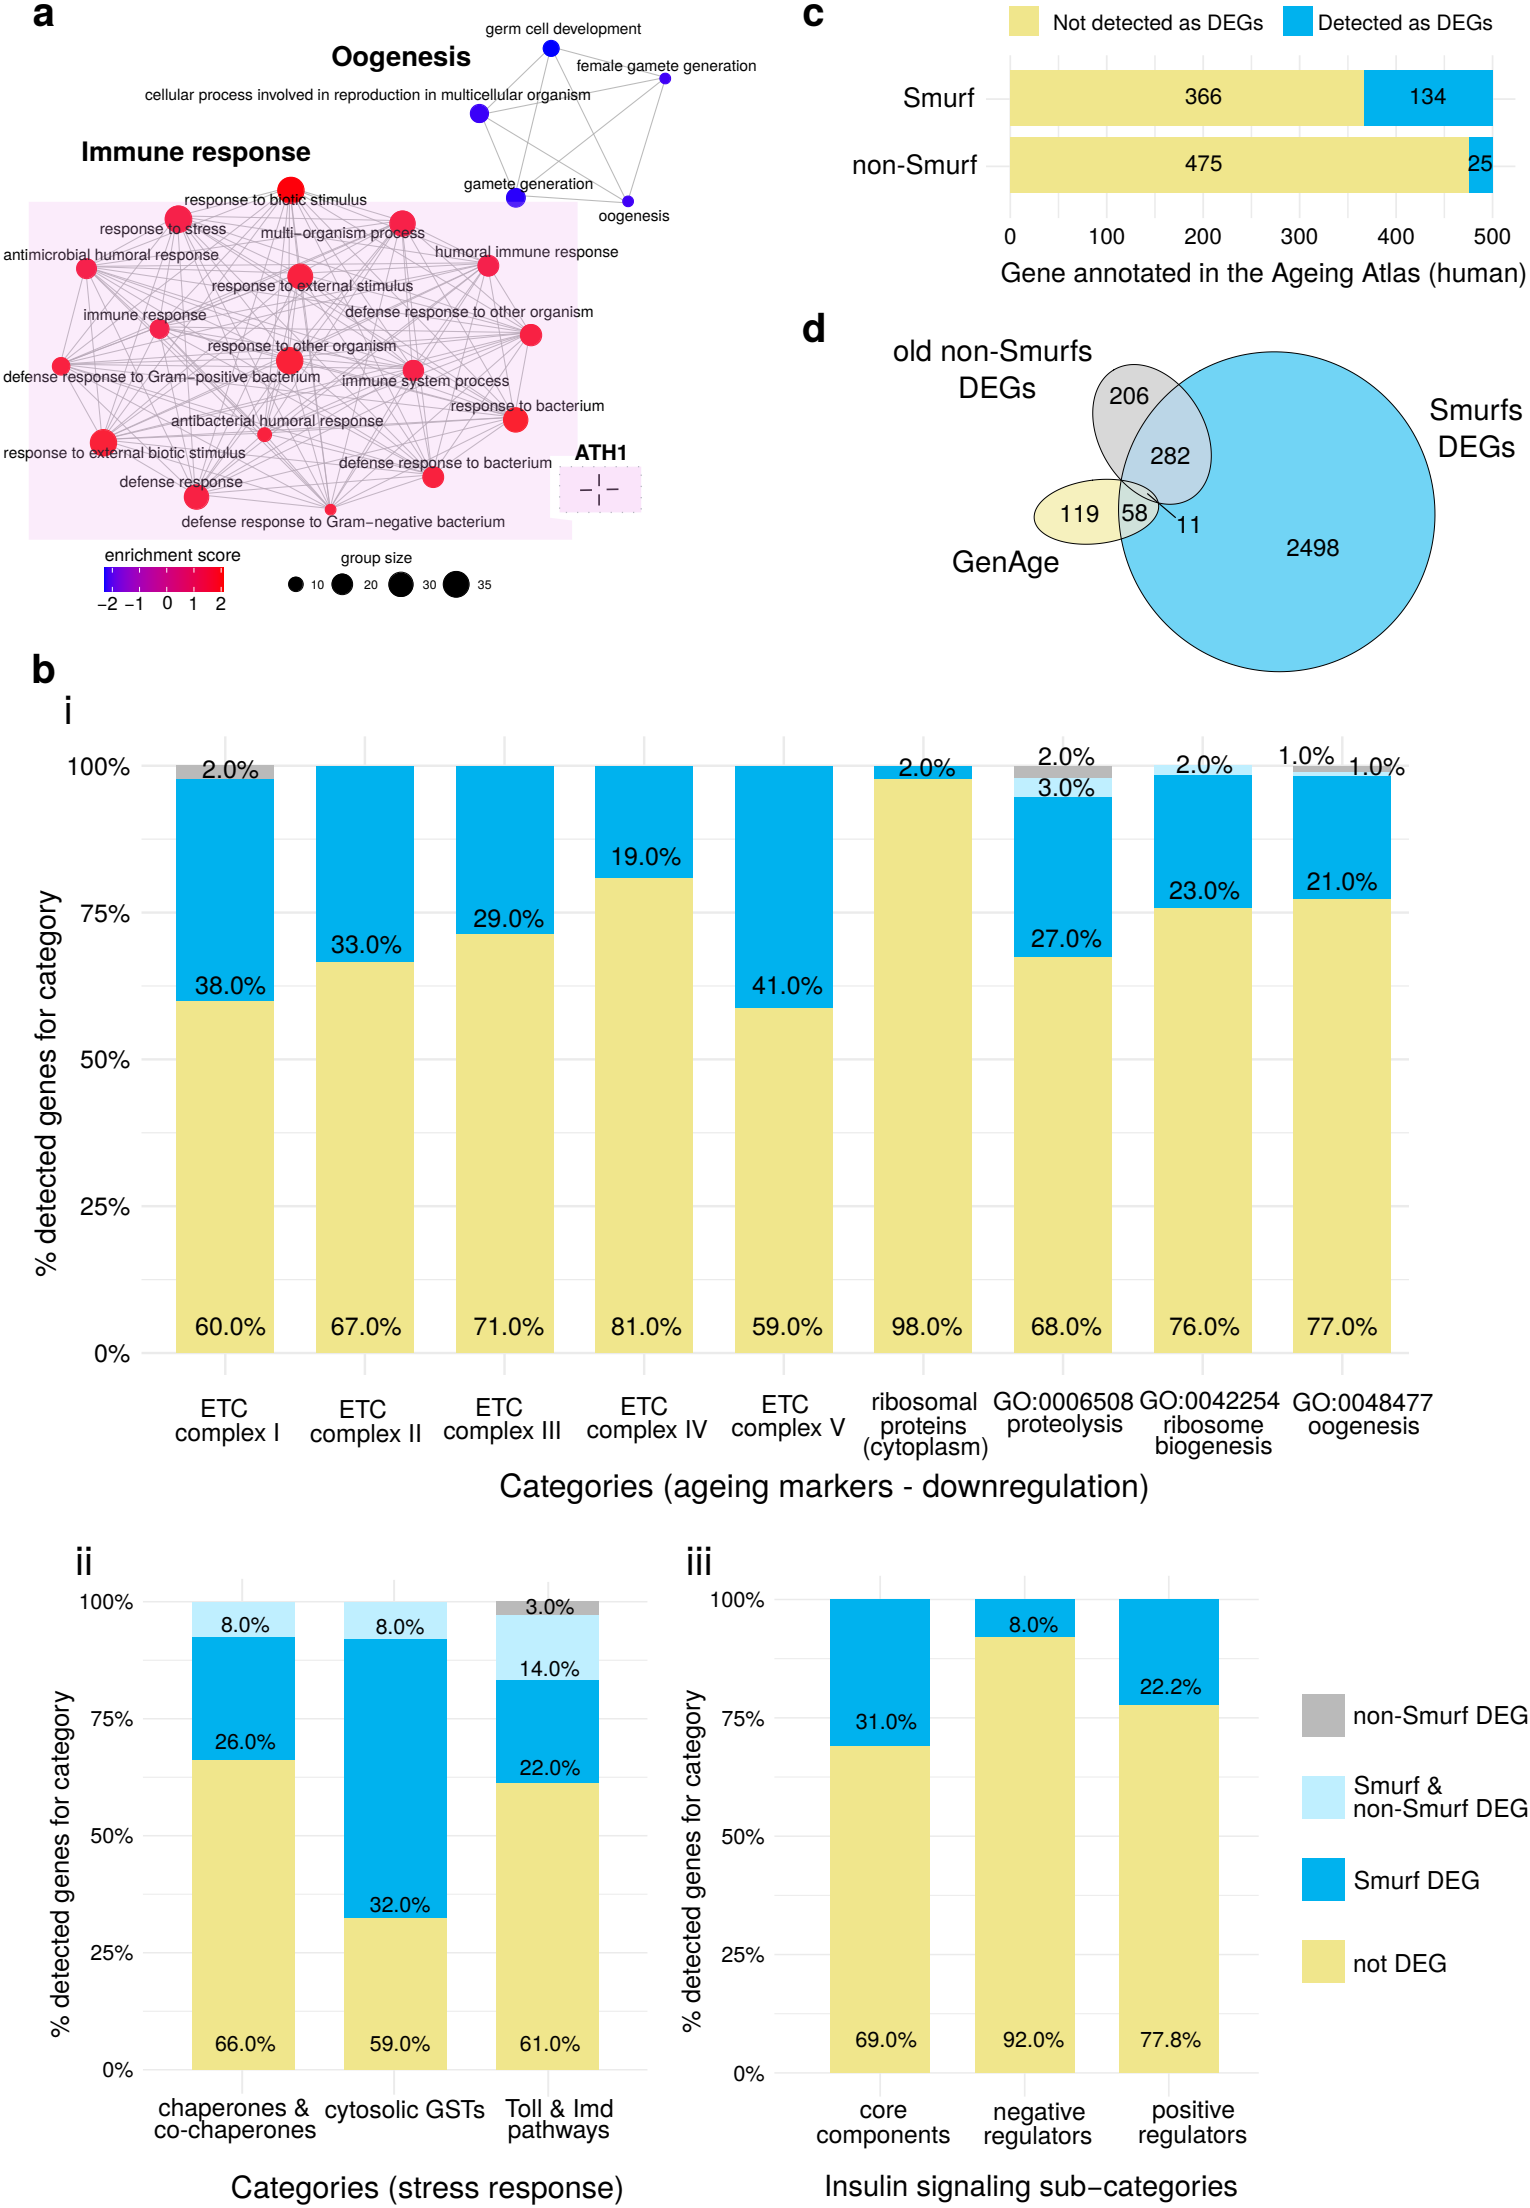 a
Oogenesis
germ cell development
female gamete generation
cellular process involved in reproduction in multicellular organism
gamete generation
oogenesis
Immune response
response to biotic stimulus
response to stress
multi−organism process
antimicrobial humoral response
humoral immune response
response to external stimulus
immune response
defense response to other organism
response to other organism
defense response to Gram−positive bacterium
immune system process
response to bacterium
antibacterial humoral response
response to external biotic stimulus
defense response to bacterium
defense response
defense response to Gram−negative bacterium
ATH1
enrichment score
−2 −1 0 1 2
group size
10 20 30 35
c
Not detected as DEGs
Detected as DEGs
Smurf
366
134
non-Smurf
475
25
0 100 200 300 400 500
Gene annotated in the Ageing Atlas (human)
d
old non-Smurfs
DEGs
206
Smurfs
DEGs
282
119
58
11
GenAge
2498
b
i
% detected genes for category
100%
75%
50%
25%
0%
2.0%
38.0%
60.0%
33.0%
67.0%
29.0%
71.0%
19.0%
81.0%
41.0%
59.0%
2.0%
98.0%
2.0%
3.0%
27.0%
68.0%
2.0%
23.0%
76.0%
1.0%
1.0%
21.0%
77.0%
ETC
complex I
ETC
complex II
ETC
complex III
ETC
complex IV
ETC
complex V
ribosomal
proteins
(cytoplasm)
GO:0006508
proteolysis
GO:0042254
ribosome
biogenesis
GO:0048477
oogenesis
Categories (ageing markers - downregulation)
ii
% detected genes for category
100%
75%
50%
25%
0%
8.0%
26.0%
66.0%
8.0%
32.0%
59.0%
3.0%
14.0%
22.0%
61.0%
chaperones &
co-chaperones
cytosolic GSTs
Toll & Imd
pathways
Categories (stress response)
iii
% detected genes for category
100%
75%
50%
25%
0%
31.0%
69.0%
8.0%
92.0%
22.2%
77.8%
core
components
negative
regulators
positive
regulators
Insulin signaling sub−categories
non-Smurf DEG
Smurf &
non-Smurf DEG
Smurf DEG
not DEG